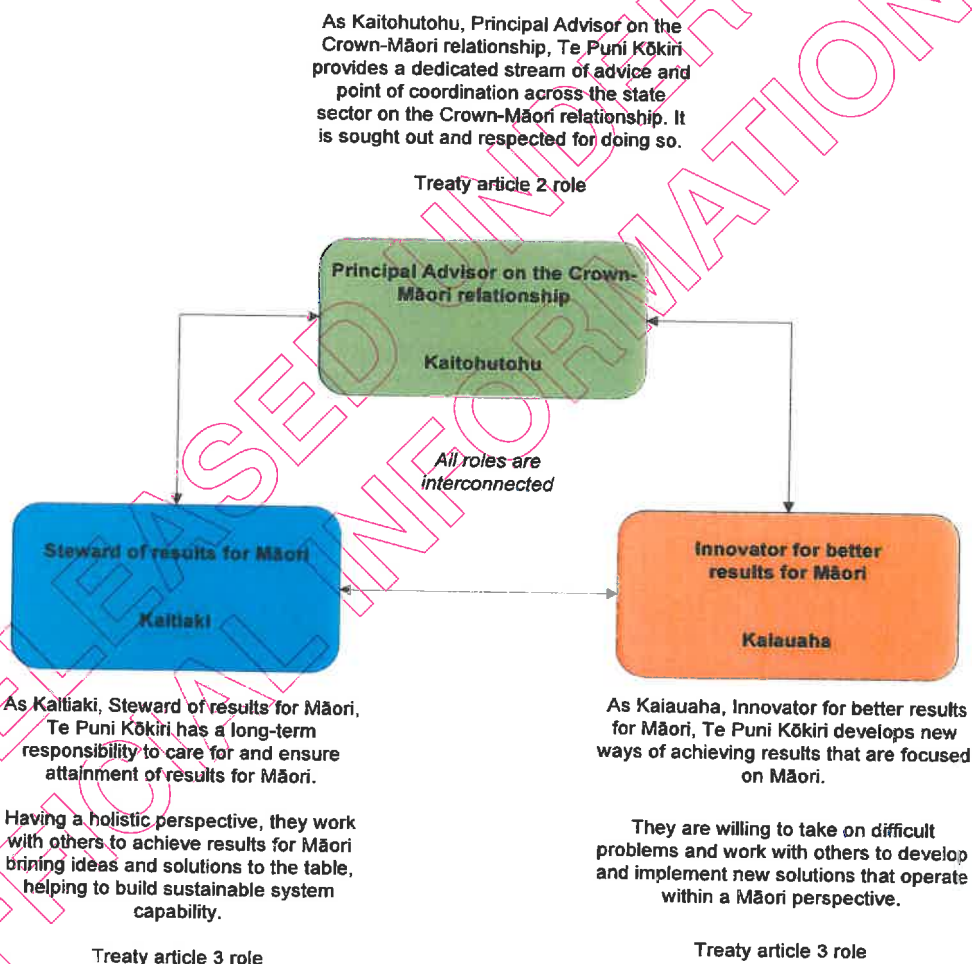 As Kaitohutohu, Principal Advisor on the
Crown-Māori relationship, Te Puni Kōkiri
provides a dedicated stream of advice and
point of coordination across the state
sector on the Crown-Māori relationship. It
is sought out and respected for doing so.
Treaty article 2 role
Principal Advisor on the Crown-
Māori relationship
Kaitohutohu
All roles are
interconnected
Steward of results for Māori
Kaitiaki
Innovator for better
results for Māori
Kaiauaha
As Kaitiaki, Steward of results for Māori,
Te Puni Kōkiri has a long-term
responsibility to care for and ensure
attainment of results for Māori.
Having a holistic perspective, they work
with others to achieve results for Māori
brining ideas and solutions to the table,
helping to build sustainable system
capability.
Treaty article 3 role
As Kaiauaha, Innovator for better results
for Māori, Te Puni Kōkiri develops new
ways of achieving results that are focused
on Māori.
They are willing to take on difficult
problems and work with others to develop
and implement new solutions that operate
within a Māori perspective.
Treaty article 3 role
RELEASED UNDER
OFFICIAL INFORMATION